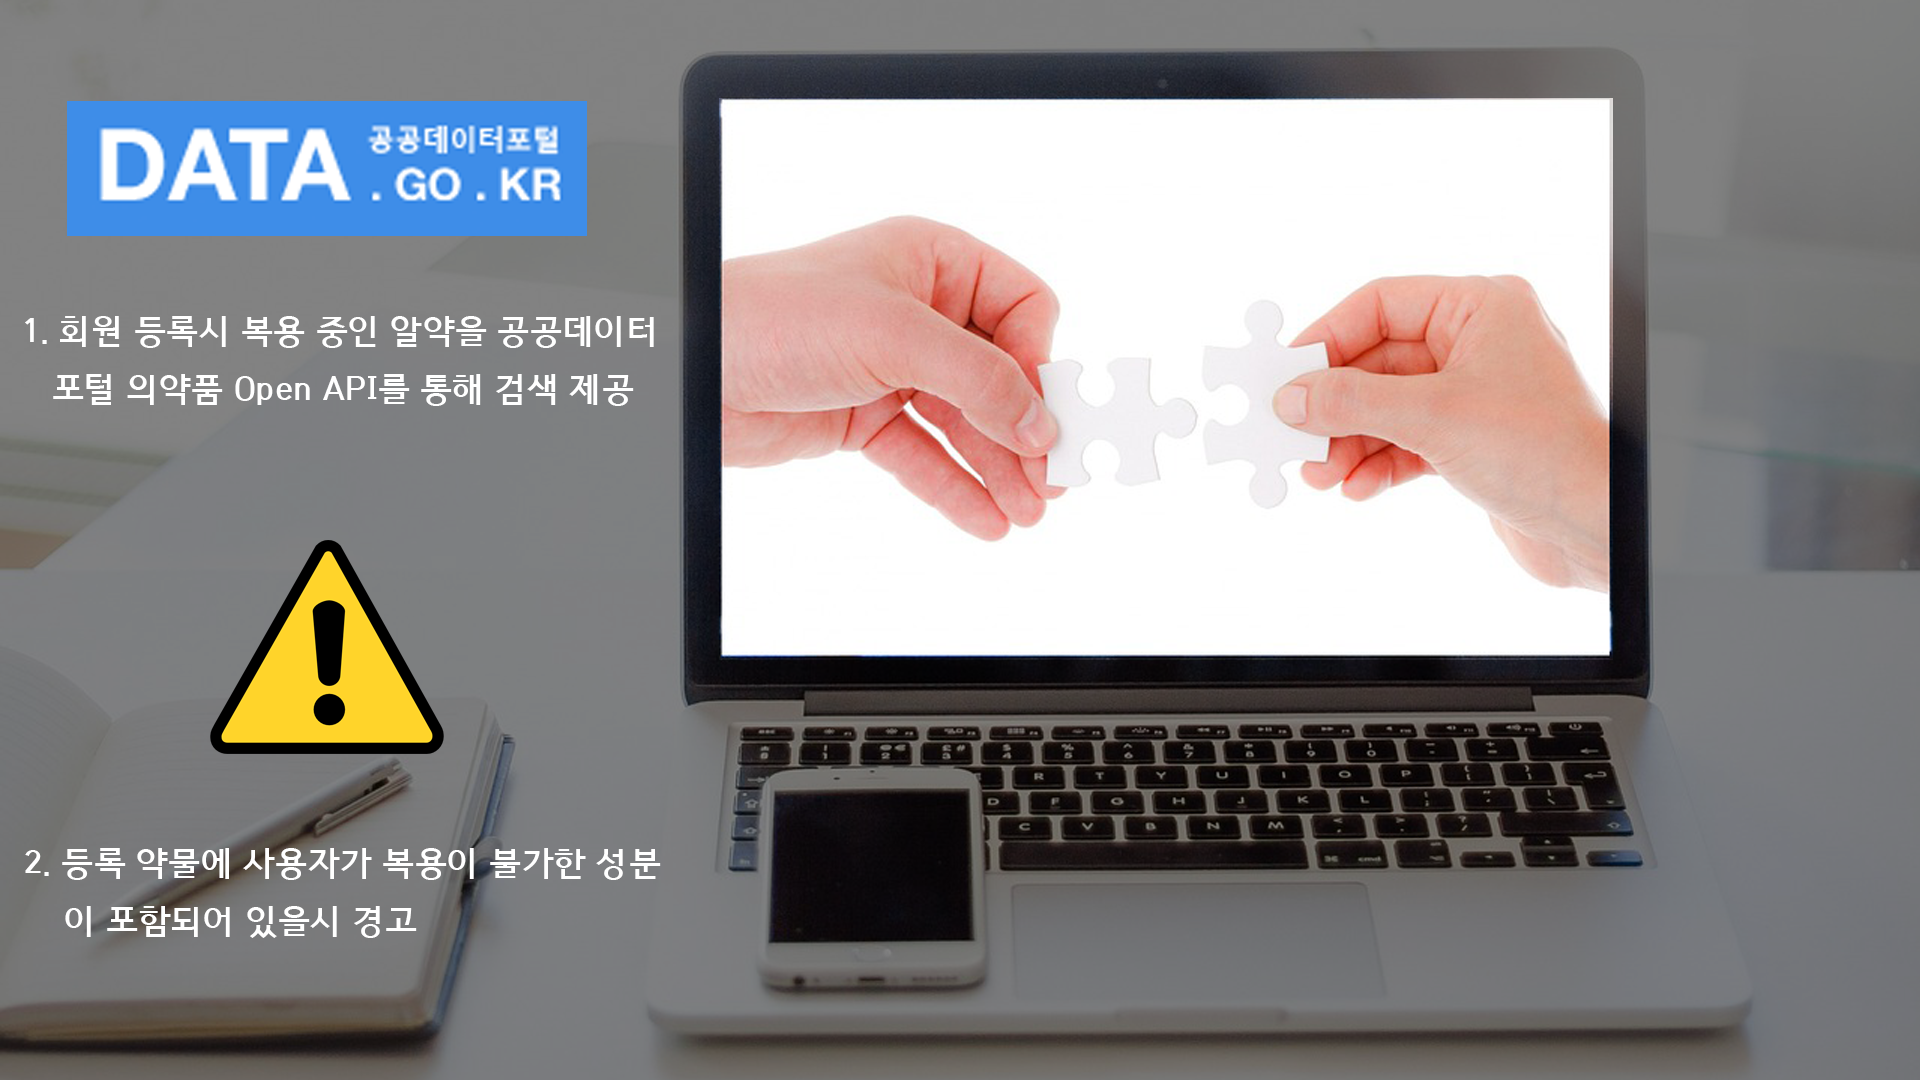 DATA 공공데이터포털
. GO . KR
1. 회원 등록시 복용 중인 알약을 공공데이터
포털 의약품 Open API를 통해 검색 제공
2. 등록 약물에 사용자가 복용이 불가한 성분
이 포함되어 있을시 경고